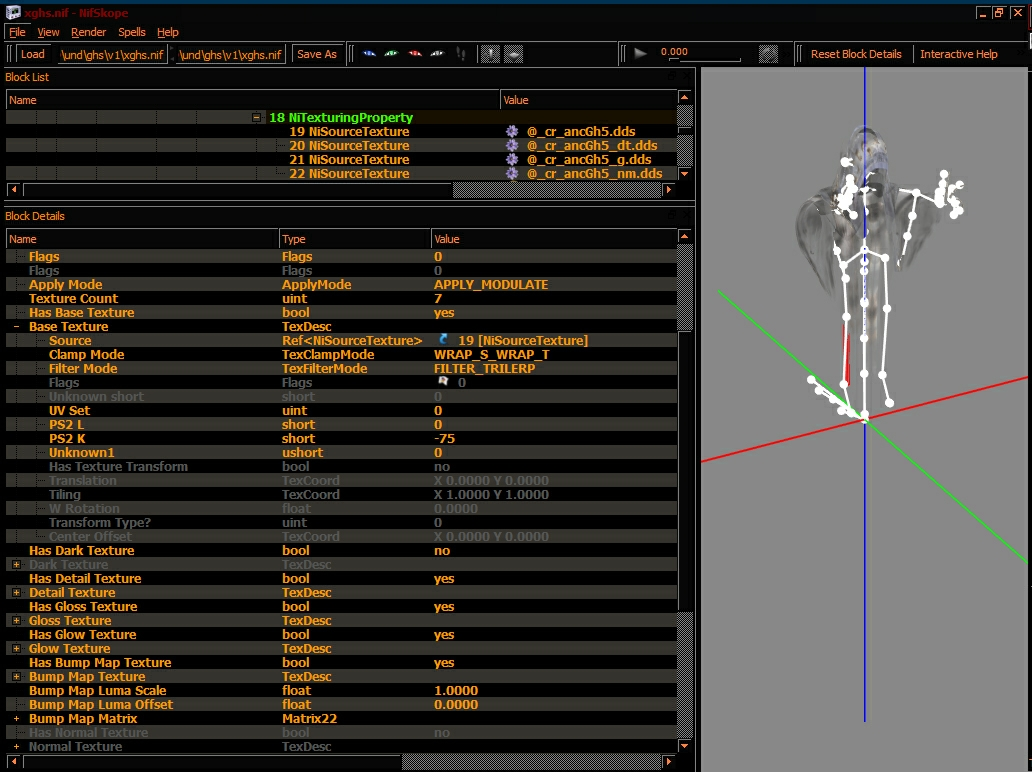 xghs.nif - NifSkope
File View Render Spells Help
Load \und\ghs\v1\xghs.nif \und\ghs\v1\xghs.nif Save As 0.000 Reset Block Details Interactive Help
Block List
Name Value
18 NiTexturingProperty
19 NiSourceTexture @_cr_ancGh5.dds
20 NiSourceTexture @_cr_ancGh5_dt.dds
21 NiSourceTexture @_cr_ancGh5_g.dds
22 NiSourceTexture @_cr_ancGh5_nm.dds
Block Details
Name Type Value
Flags Flags 0
Flags Flags 0
Apply Mode ApplyMode APPLY_MODULATE
Texture Count uint 7
Has Base Texture bool yes
Base Texture TexDesc
Source Ref<NiSourceTexture> 19 [NiSourceTexture]
Clamp Mode TexClampMode WRAP_S_WRAP_T
Filter Mode TexFilterMode FILTER_TRILERP
Flags Flags 0
Unknown short short 0
UV Set uint 0
PS2 L short 0
PS2 K short -75
Unknown1 ushort 0
Has Texture Transform bool no
Translation TexCoord X 0.0000 Y 0.0000
Tiling TexCoord X 1.0000 Y 1.0000
W Rotation float 0.0000
Transform Type? uint 0
Center Offset TexCoord X 0.0000 Y 0.0000
Has Dark Texture bool no
Dark Texture TexDesc
Has Detail Texture bool yes
Detail Texture TexDesc
Has Gloss Texture bool yes
Gloss Texture TexDesc
Has Glow Texture bool yes
Glow Texture TexDesc
Has Bump Map Texture bool yes
Bump Map Texture TexDesc
Bump Map Luma Scale float 1.0000
Bump Map Luma Offset float 0.0000
Bump Map Matrix Matrix22
Has Normal Texture bool no
Normal Texture TexDesc